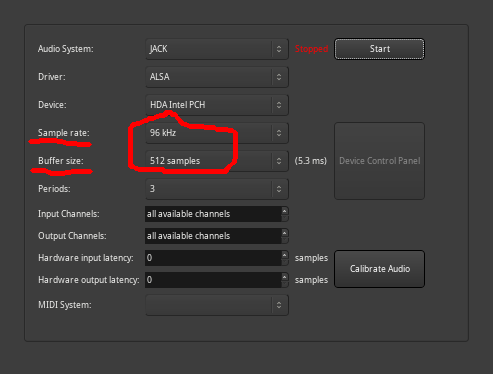 Audio System: JACK Stopped Start
Driver: ALSA
Device: HDA Intel PCH
Sample rate: 96 kHz
Buffer size: 512 samples (5.3 ms) Device Control Panel
Periods: 3
Input Channels: all available channels
Output Channels: all available channels
Hardware input latency: 0 samples
Hardware output latency: 0 samples Calibrate Audio
MIDI System: